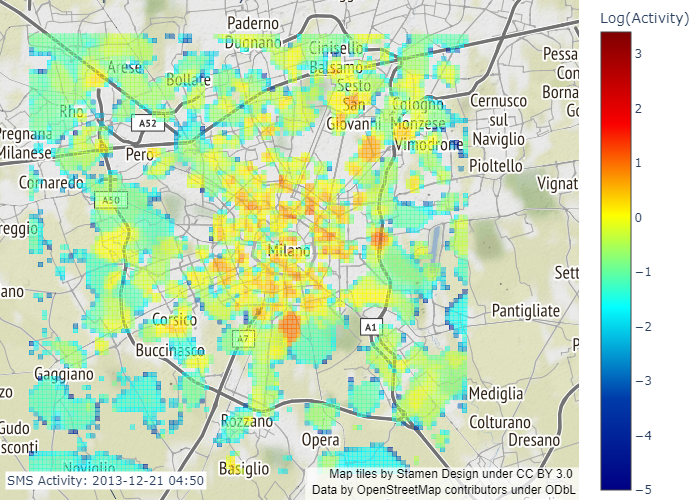 Log(Activity)
Paderno
Dugnano
Cinisello
Balsamo
Arese
Bollate
Sesto
San
Giovanni
Cologno
Monzese
Vimodrone
Cernusco
sul
Naviglio
Pessa
Con
Borna
Go
Rho
A52
Pregnana
Milanese
Pero
Pioltello
Cornaredo
Vignat
A50
reggio
Milano
Sett
ano
Pantigliate
Corsico
A1
A7
P
Buccinasco
Gaggiano
zo
Mediglia
Rozzano
Colturano
Gudo
sconti
Opera
Dresano
Noviglio
Basiglio
SMS Activity: 2013-12-21 04:50
Map tiles by Stamen Design under CC BY 3.0
Data by OpenStreetMap contributors under ODbL
3
2
1
0
−1
−2
−3
−4
−5